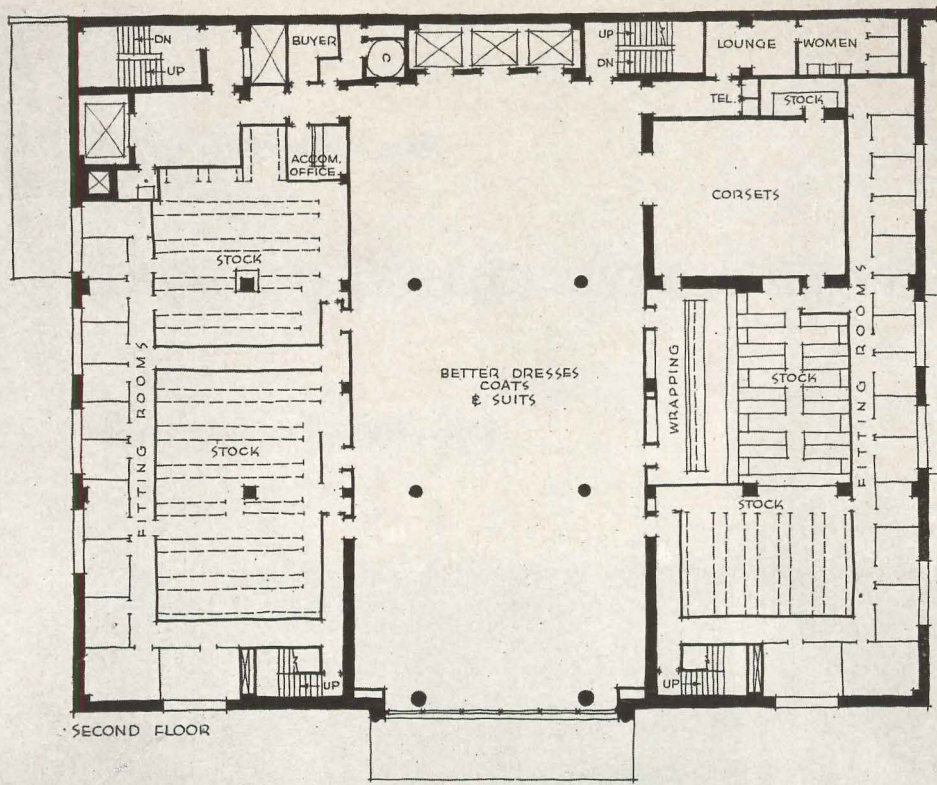 DN
UP
BUYER
UP
DN
LOUNGE
WOMEN
TEL.
STOCK
ACCOM.
OFFICE
CORSETS
STOCK
FITTING ROOMS
BETTER DRESSES
COATS
& SUITS
WRAPPING
STOCK
FITTING ROOMS
STOCK
STOCK
UP
UP
SECOND FLOOR